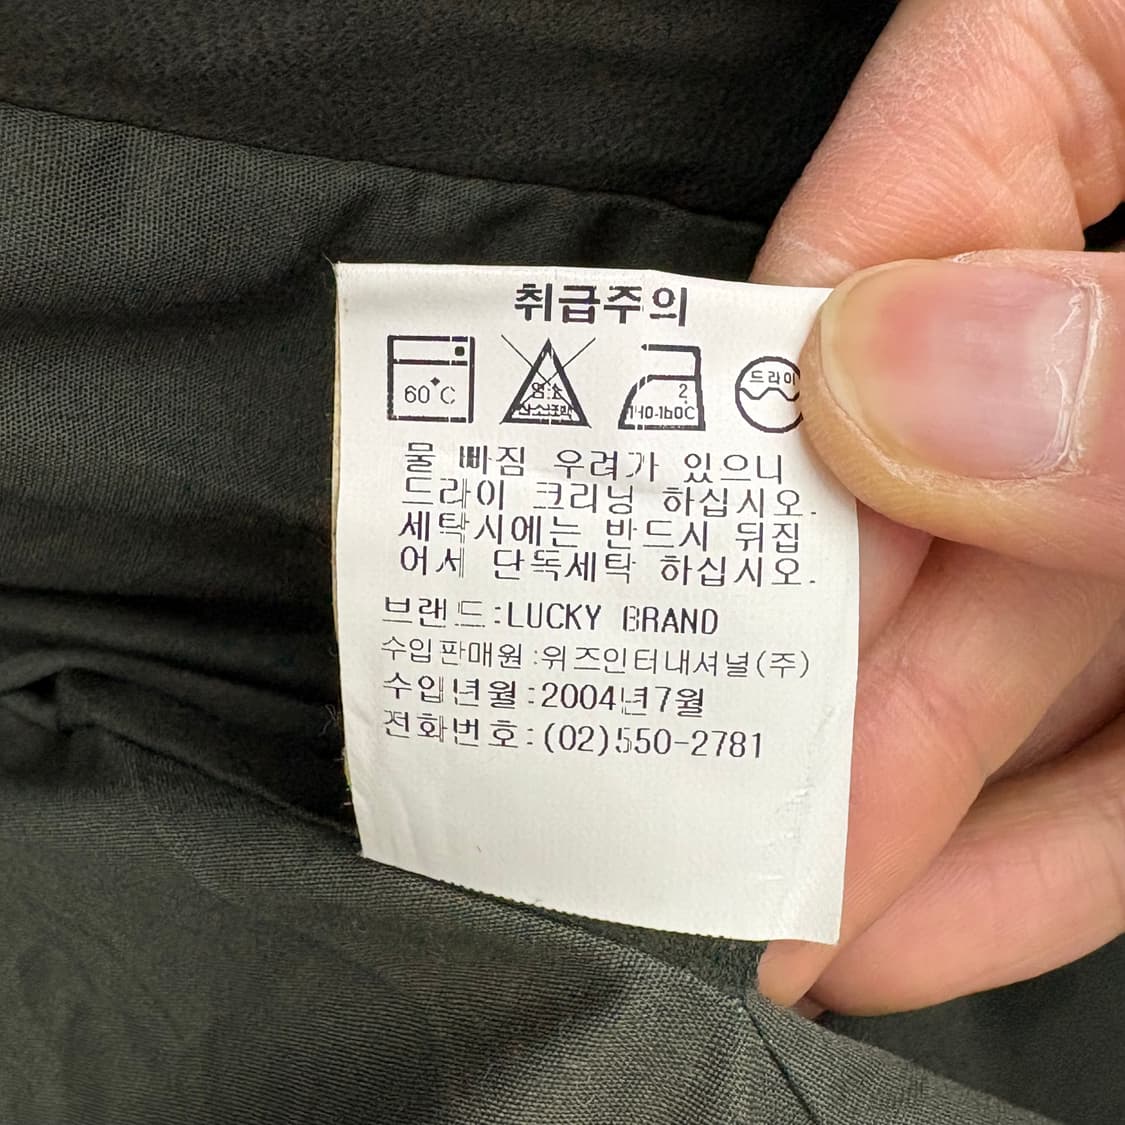 취급주의
60°C
염소
산소표백
2
140-160C
드라이
물 빠짐 우려가 있으니
드라이 크리닝 하십시오.
세탁시에는 반드시 뒤집
어서 단독세탁 하십시오.
브랜드:LUCKY BRAND
수입판매원:위즈인터내셔널(주)
수입년월:2004년7월
전화번호:(02)550-2781